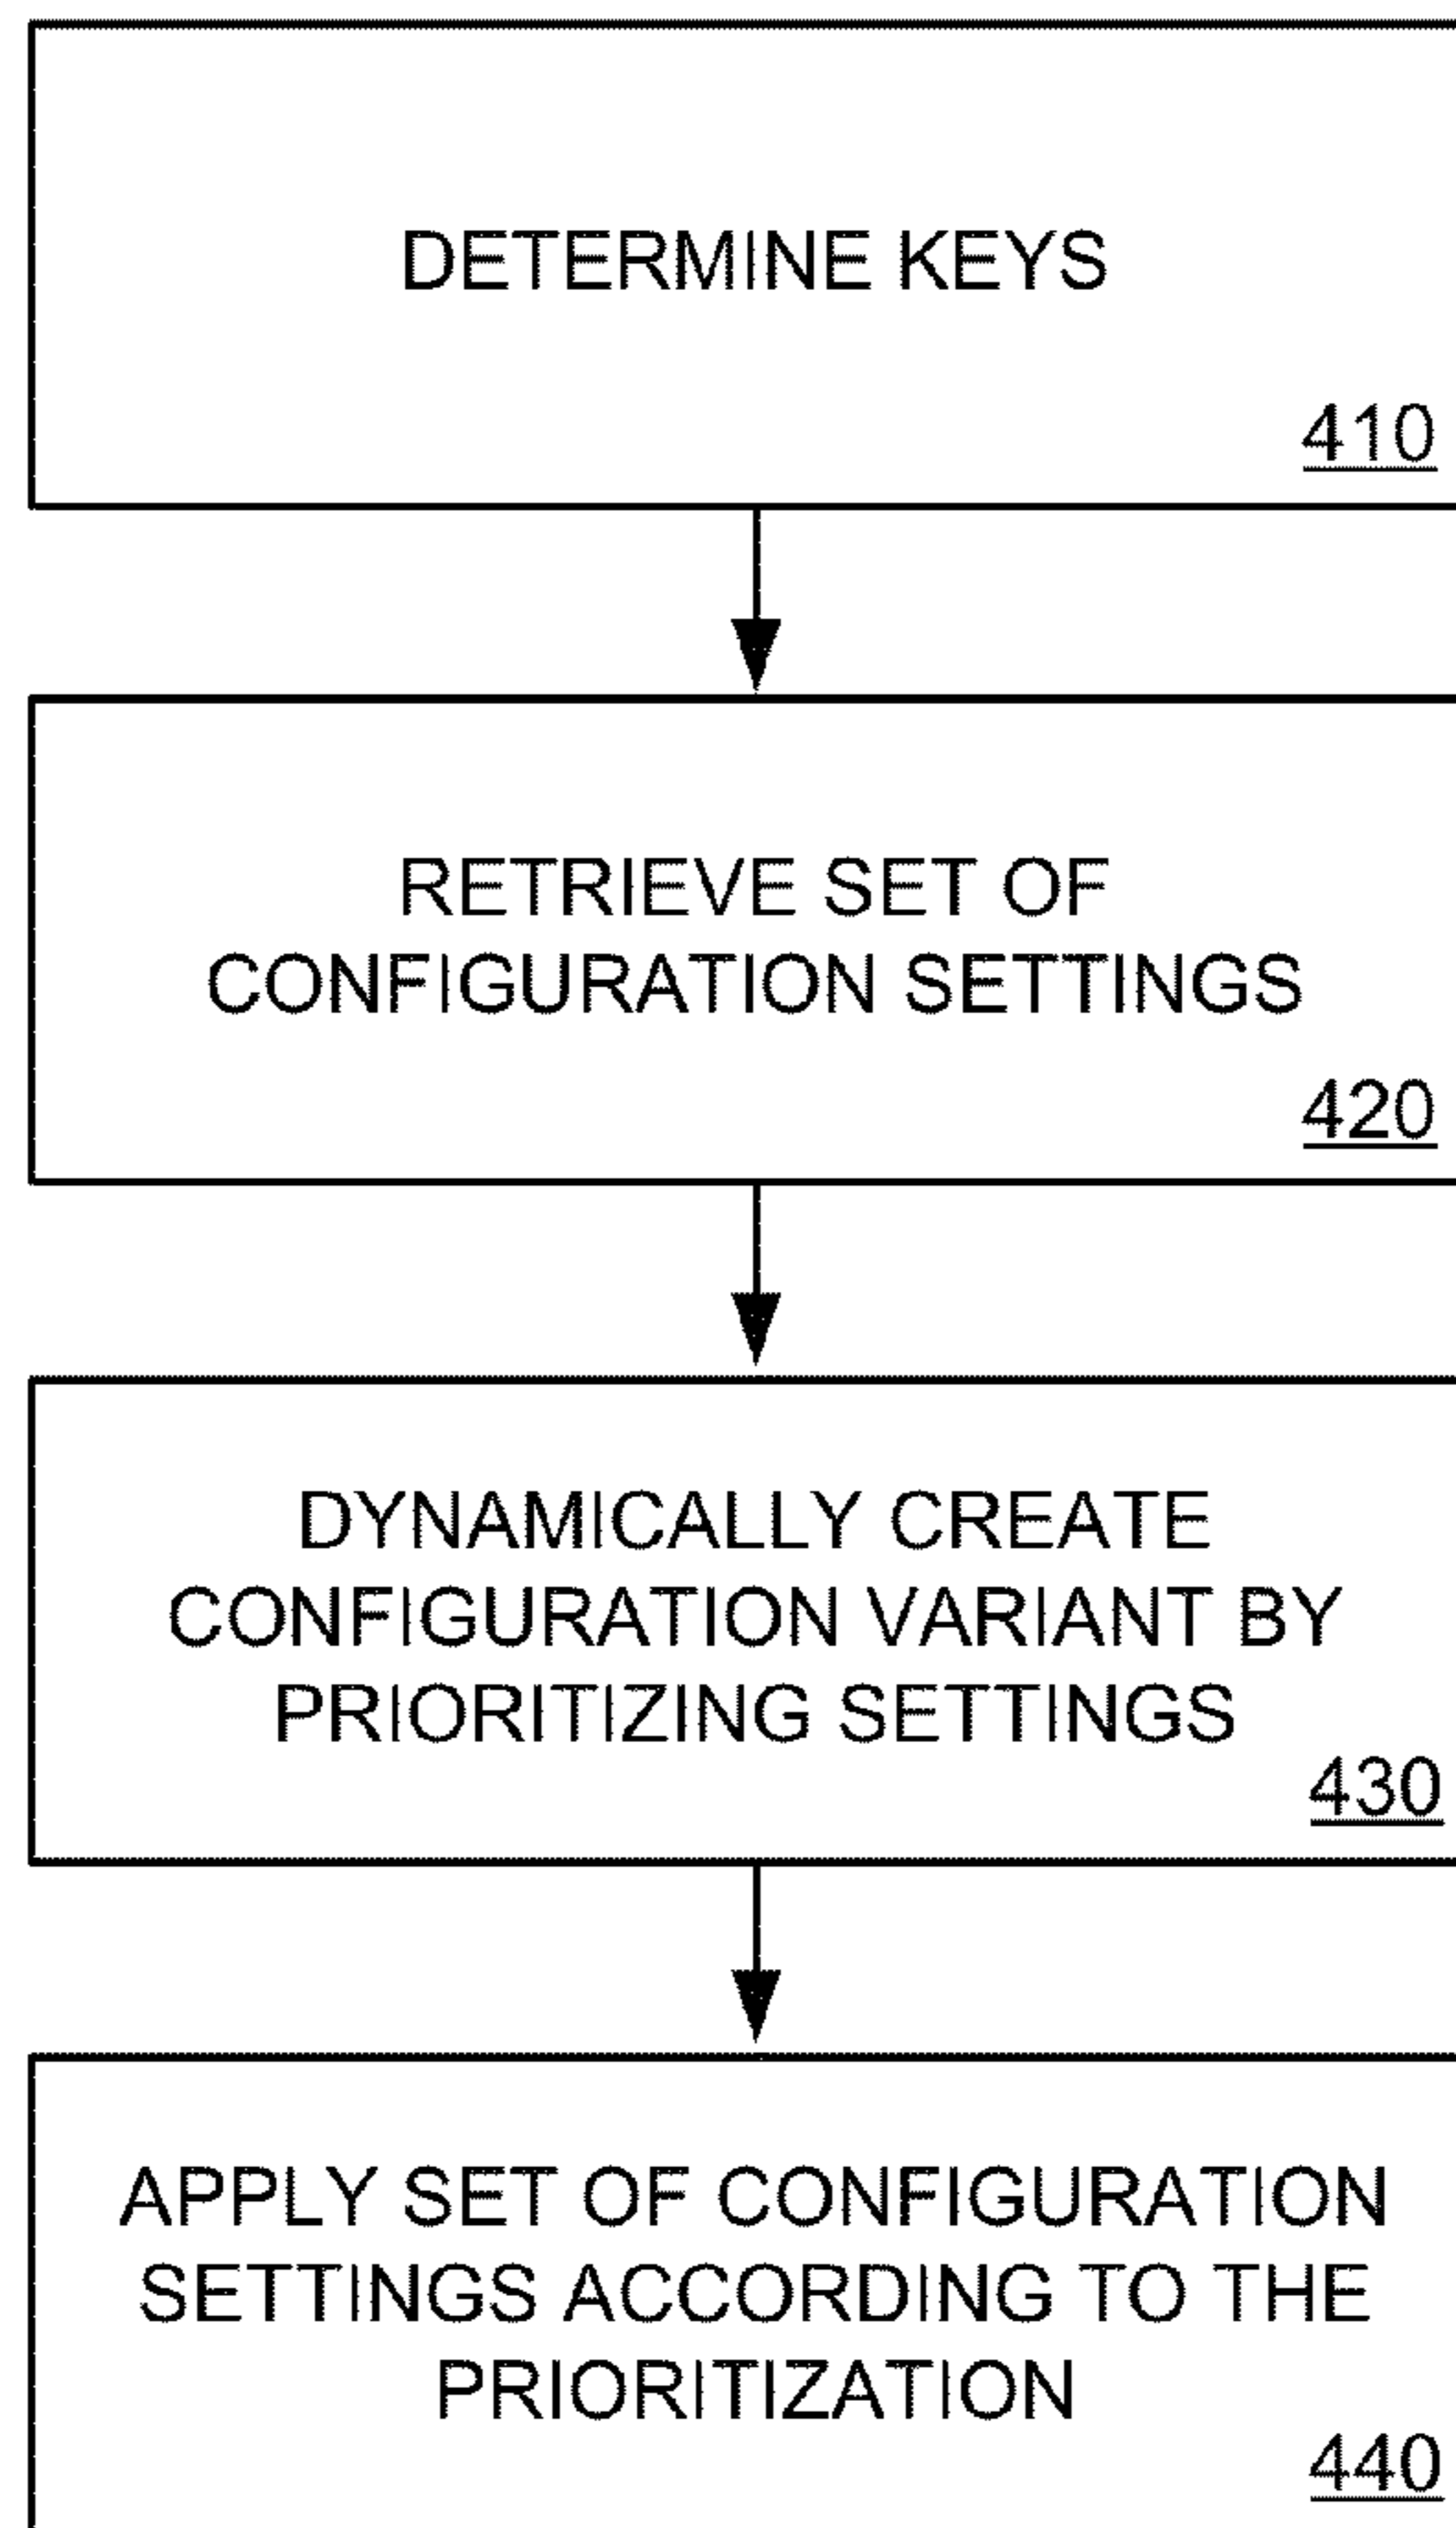 DETERMINE KEYS
410
RETRIEVE SET OF
CONFIGURATION SETTINGS
420
DYNAMICALLY CREATE
CONFIGURATION VARIANT BY
PRIORITIZING SETTINGS
430
APPLY SET OF CONFIGURATION
SETTINGS ACCORDING TO THE
PRIORITIZATION
440